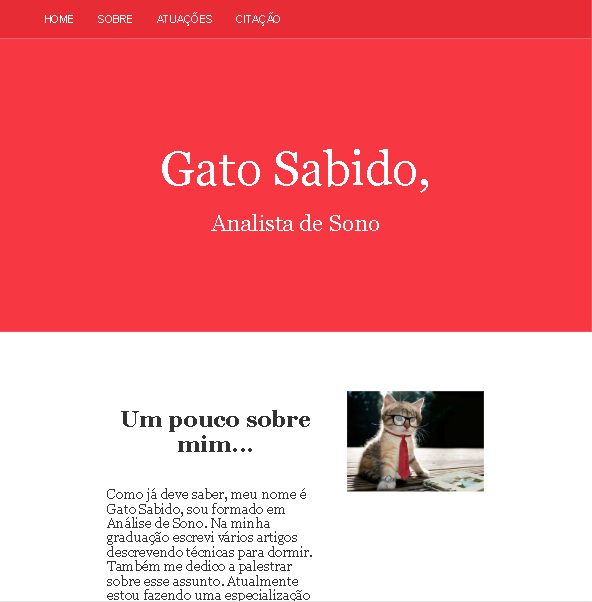 HOME SOBRE ATUAÇÕES CITAÇÃO
Gato Sabido,
Analista de Sono
Um pouco sobre
mim...
Como já deve saber, meu nome é
Gato Sabido, sou formado em
Análise de Sono. Na minha
graduação escrevi vários artigos
descrevendo técnicas para dormir.
Também me dedico a palestrar
sobre esse assunto. Atualmente
estou fazendo uma especialização